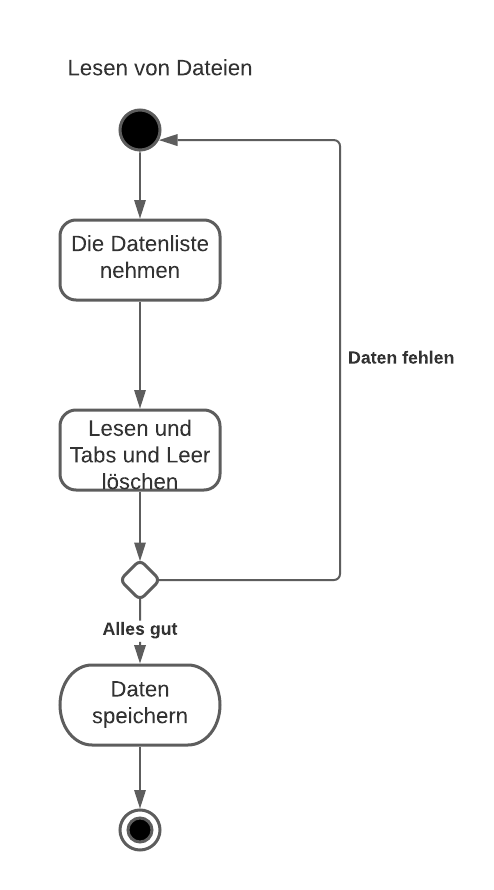 Lesen von Dateien
Die Datenliste
nehmen
Daten fehlen
Lesen und
Tabs und Leer
löschen
Alles gut
Daten
speichern